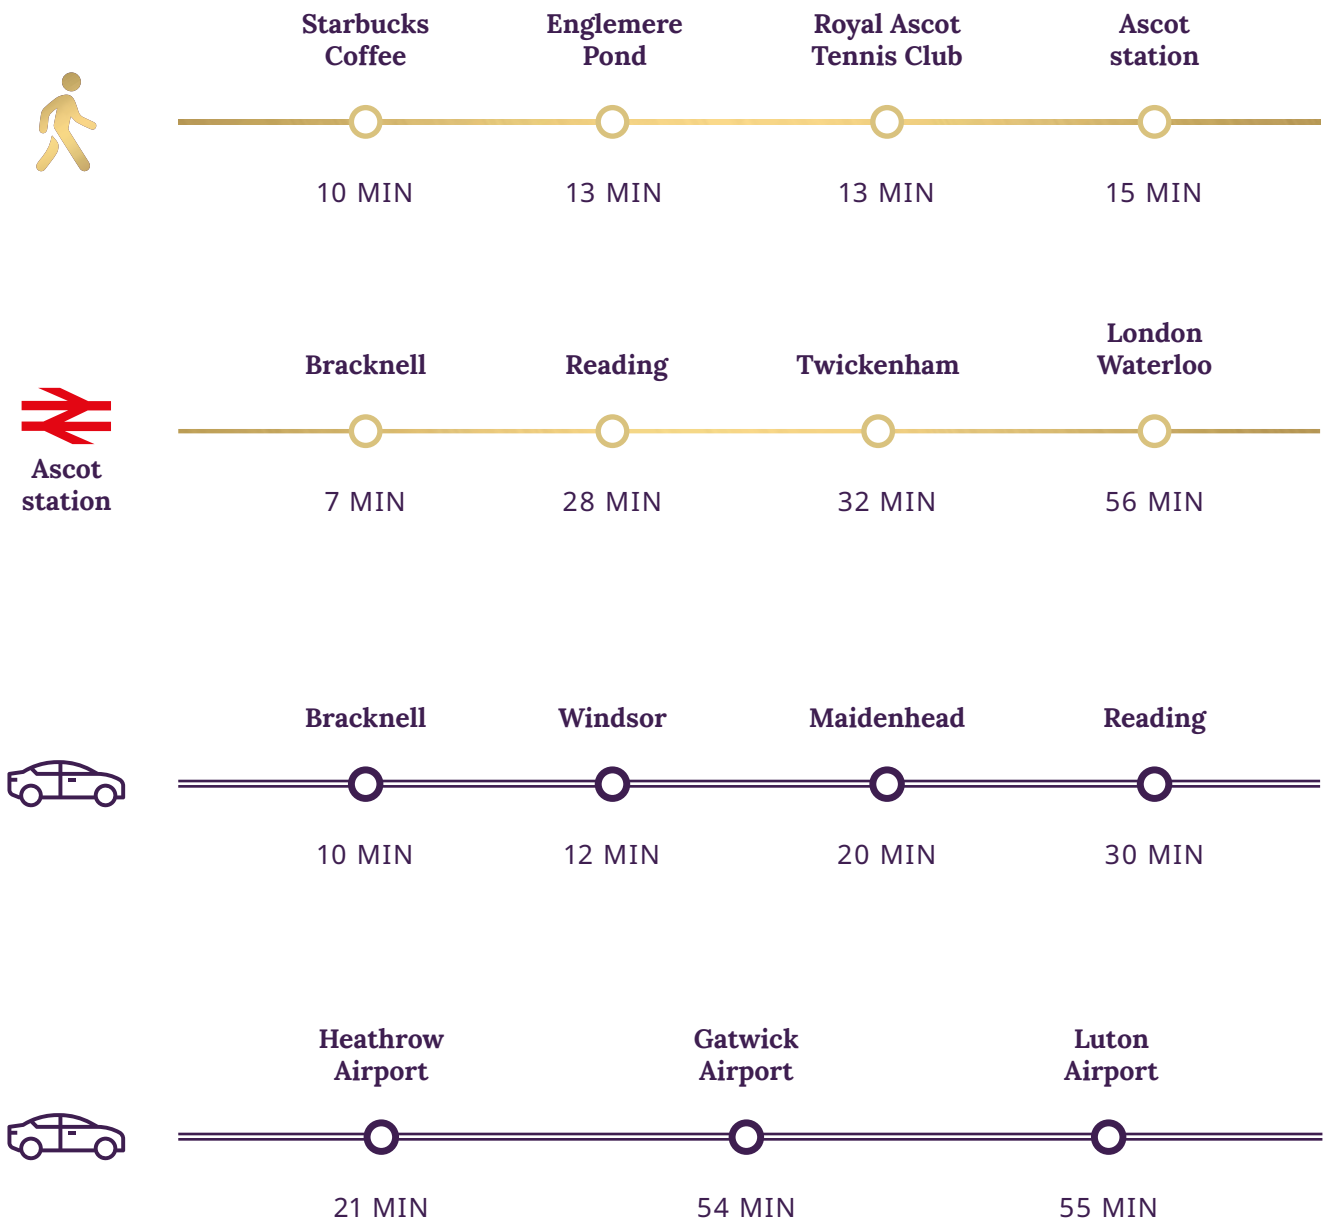 Starbucks Coffee
Englemere Pond
Royal Ascot Tennis Club
Ascot station
10 MIN
13 MIN
13 MIN
15 MIN
Ascot station
Bracknell
Reading
Twickenham
London Waterloo
7 MIN
28 MIN
32 MIN
56 MIN
Bracknell
Windsor
Maidenhead
Reading
10 MIN
12 MIN
20 MIN
30 MIN
Heathrow Airport
Gatwick Airport
Luton Airport
21 MIN
54 MIN
55 MIN